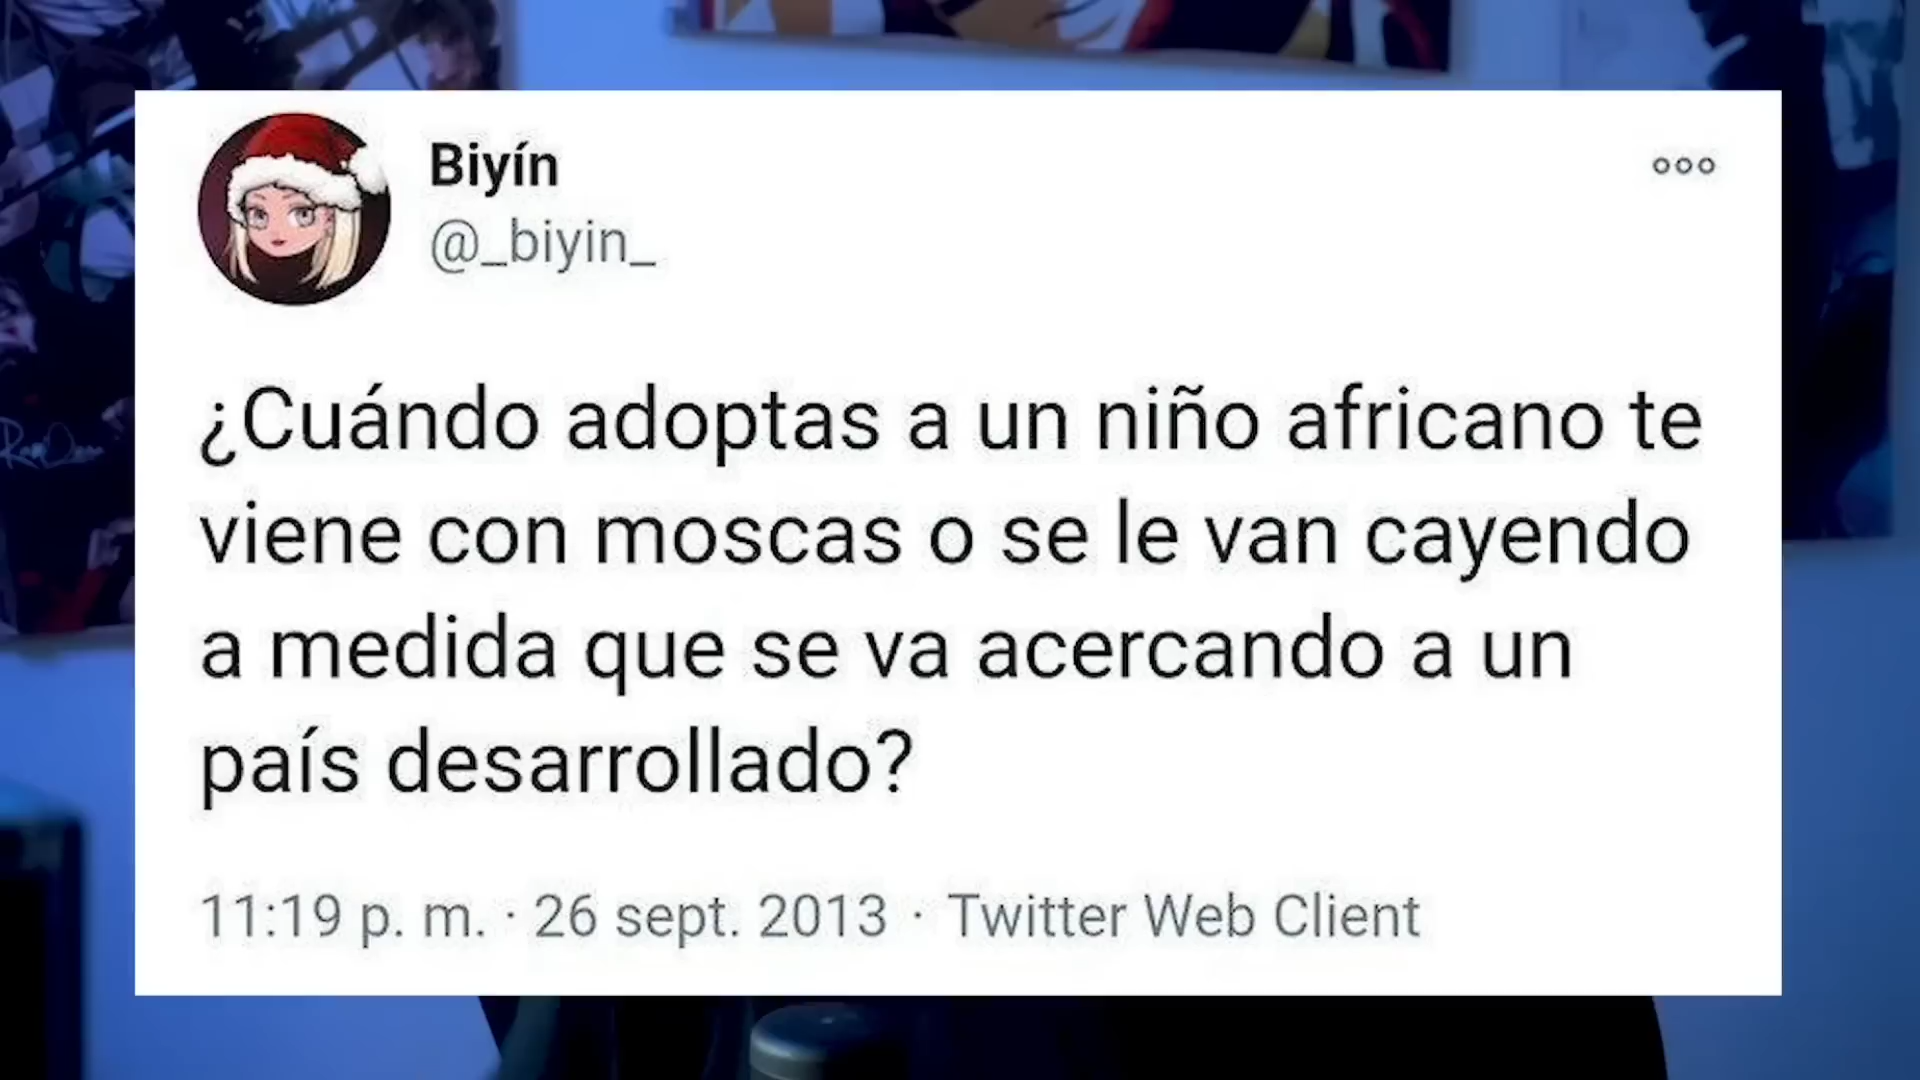 Biyín
@_biyin_
¿Cuándo adoptas a un niño africano te
viene con moscas o se le van cayendo
a medida que se va acercando a un
país desarrollado?
11:19 p. m. · 26 sept. 2013 · Twitter Web Client